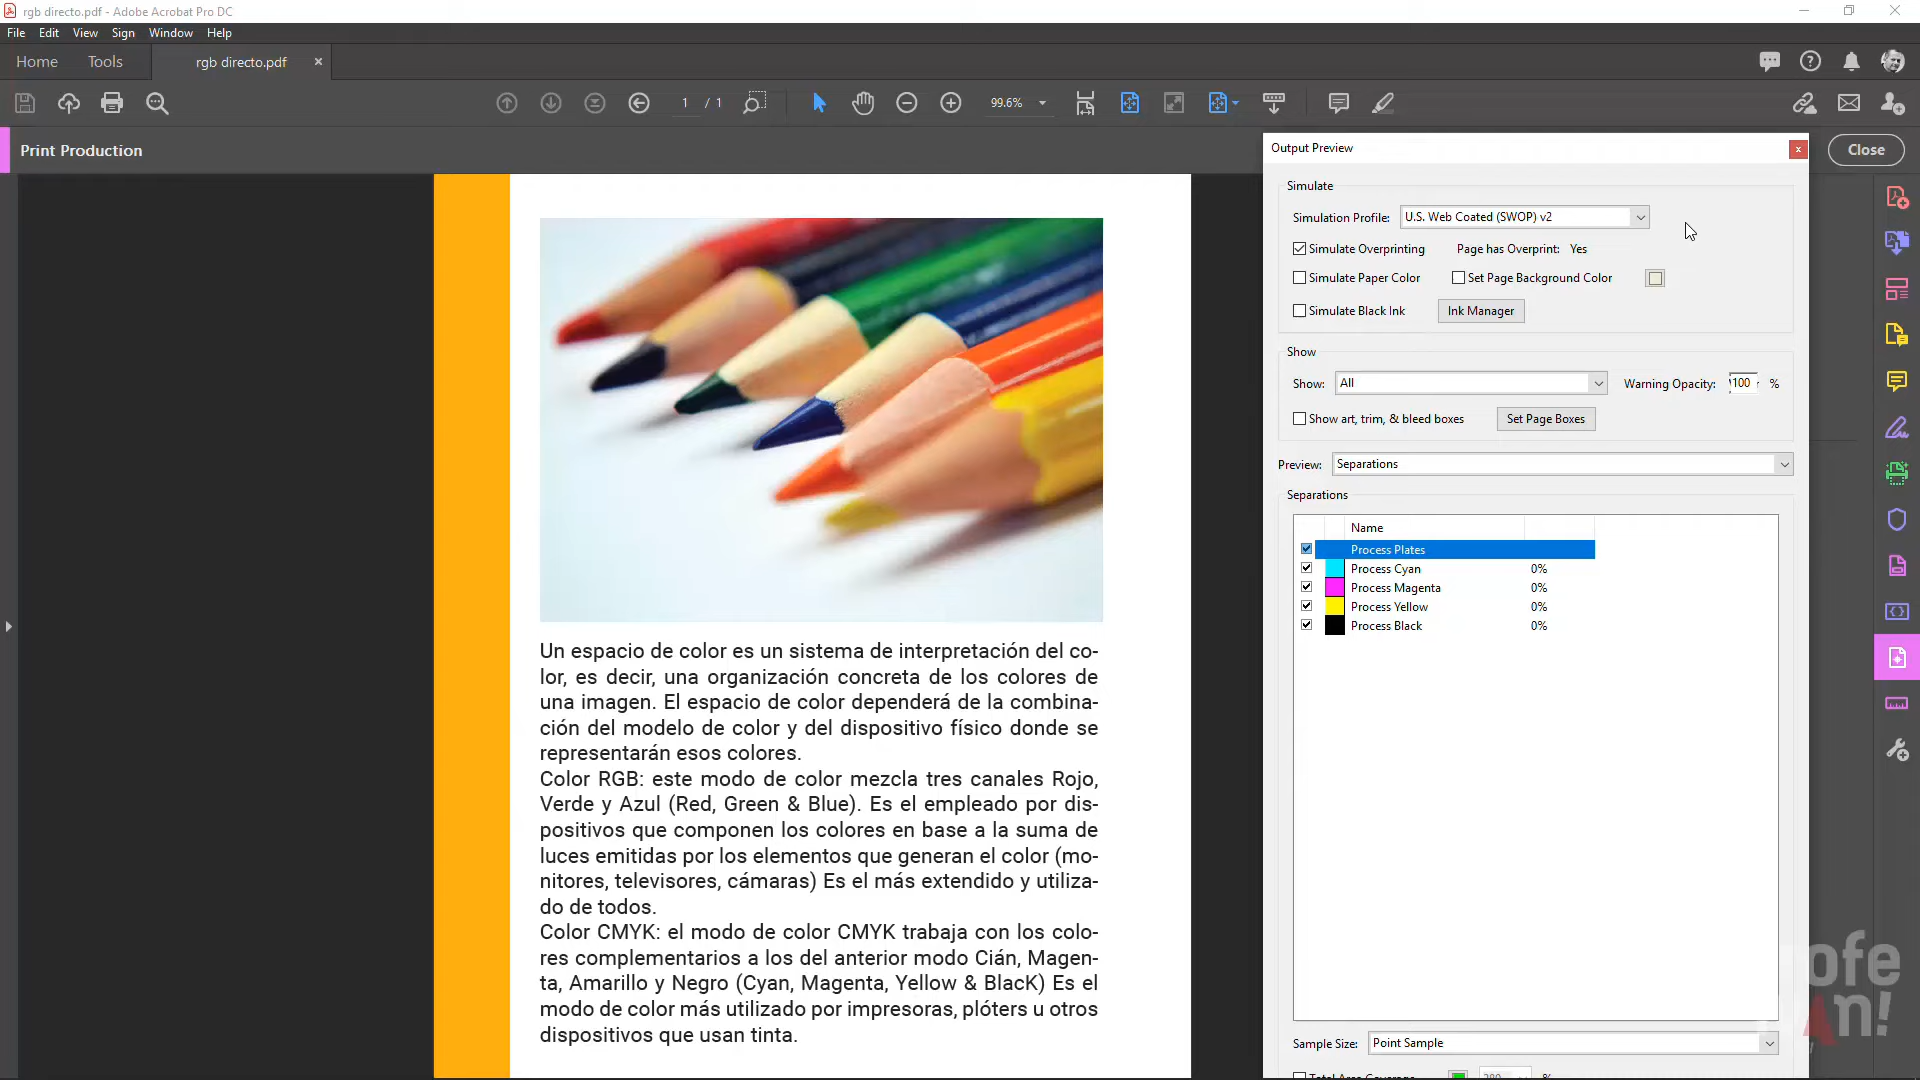 rgb directo.pdf - Adobe Acrobat Pro DC
File Edit View Sign Window Help
Home Tools rgb directo.pdf
1 / 1 99.6%
Print Production
Close
Output Preview
Simulate
Simulation Profile: U.S. Web Coated (SWOP) v2
Simulate Overprinting Page has Overprint: Yes
Simulate Paper Color Set Page Background Color
Simulate Black Ink Ink Manager
Show
Show: All Warning Opacity: 100 %
Show art, trim, & bleed boxes Set Page Boxes
Preview: Separations
Separations
Name
Process Plates
Process Cyan 0%
Process Magenta 0%
Process Yellow 0%
Process Black 0%
Sample Size: Point Sample
Total Area Coverage 280 %
Un espacio de color es un sistema de interpretación del co-
lor, es decir, una organización concreta de los colores de
una imagen. El espacio de color dependerá de la combina-
ción del modelo de color y del dispositivo físico donde se
representarán esos colores.
Color RGB: este modo de color mezcla tres canales Rojo,
Verde y Azul (Red, Green & Blue). Es el empleado por dis-
positivos que componen los colores en base a la suma de
luces emitidas por los elementos que generan el color (mo-
nitores, televisores, cámaras) Es el más extendido y utiliza-
do de todos.
Color CMYK: el modo de color CMYK trabaja con los colo-
res complementarios a los del anterior modo Cián, Magen-
ta, Amarillo y Negro (Cyan, Magenta, Yellow & BlacK) Es el
modo de color más utilizado por impresoras, plóters u otros
dispositivos que usan tinta.